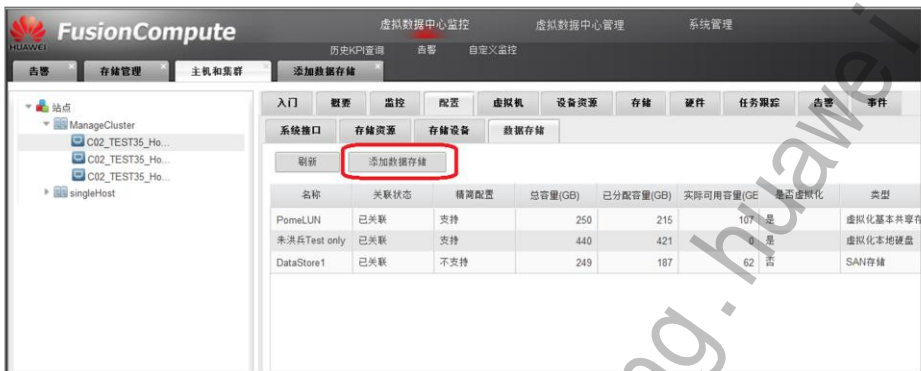 HUAWEI FusionCompute 虚拟数据中心监控 虚拟数据中心管理 系统管理
历史KPI查询 告警 自定义监控
告警 存储管理 主机和集群 添加数据存储
站点
ManageCluster
C02_TEST35_Ho...
C02_TEST35_Ho...
C02_TEST35_Ho...
singleHost
入门 概要 监控 配置 虚拟机 设备资源 存储 硬件 任务跟踪 告警 事件
系统接口 存储资源 存储设备 数据存储
刷新 添加数据存储
名称 关联状态 精简配置 总容量(GB) 已分配容量(GB) 实际可用容量(GE 是否虚拟化 类型
PomeLUN 已关联 支持 250 215 107 是 虚拟化基本共享存
朱洪兵Test only 已关联 支持 440 421 0 是 虚拟化本地硬盘
DataStore1 已关联 不支持 249 187 62 否 SAN存储
ng.huawei